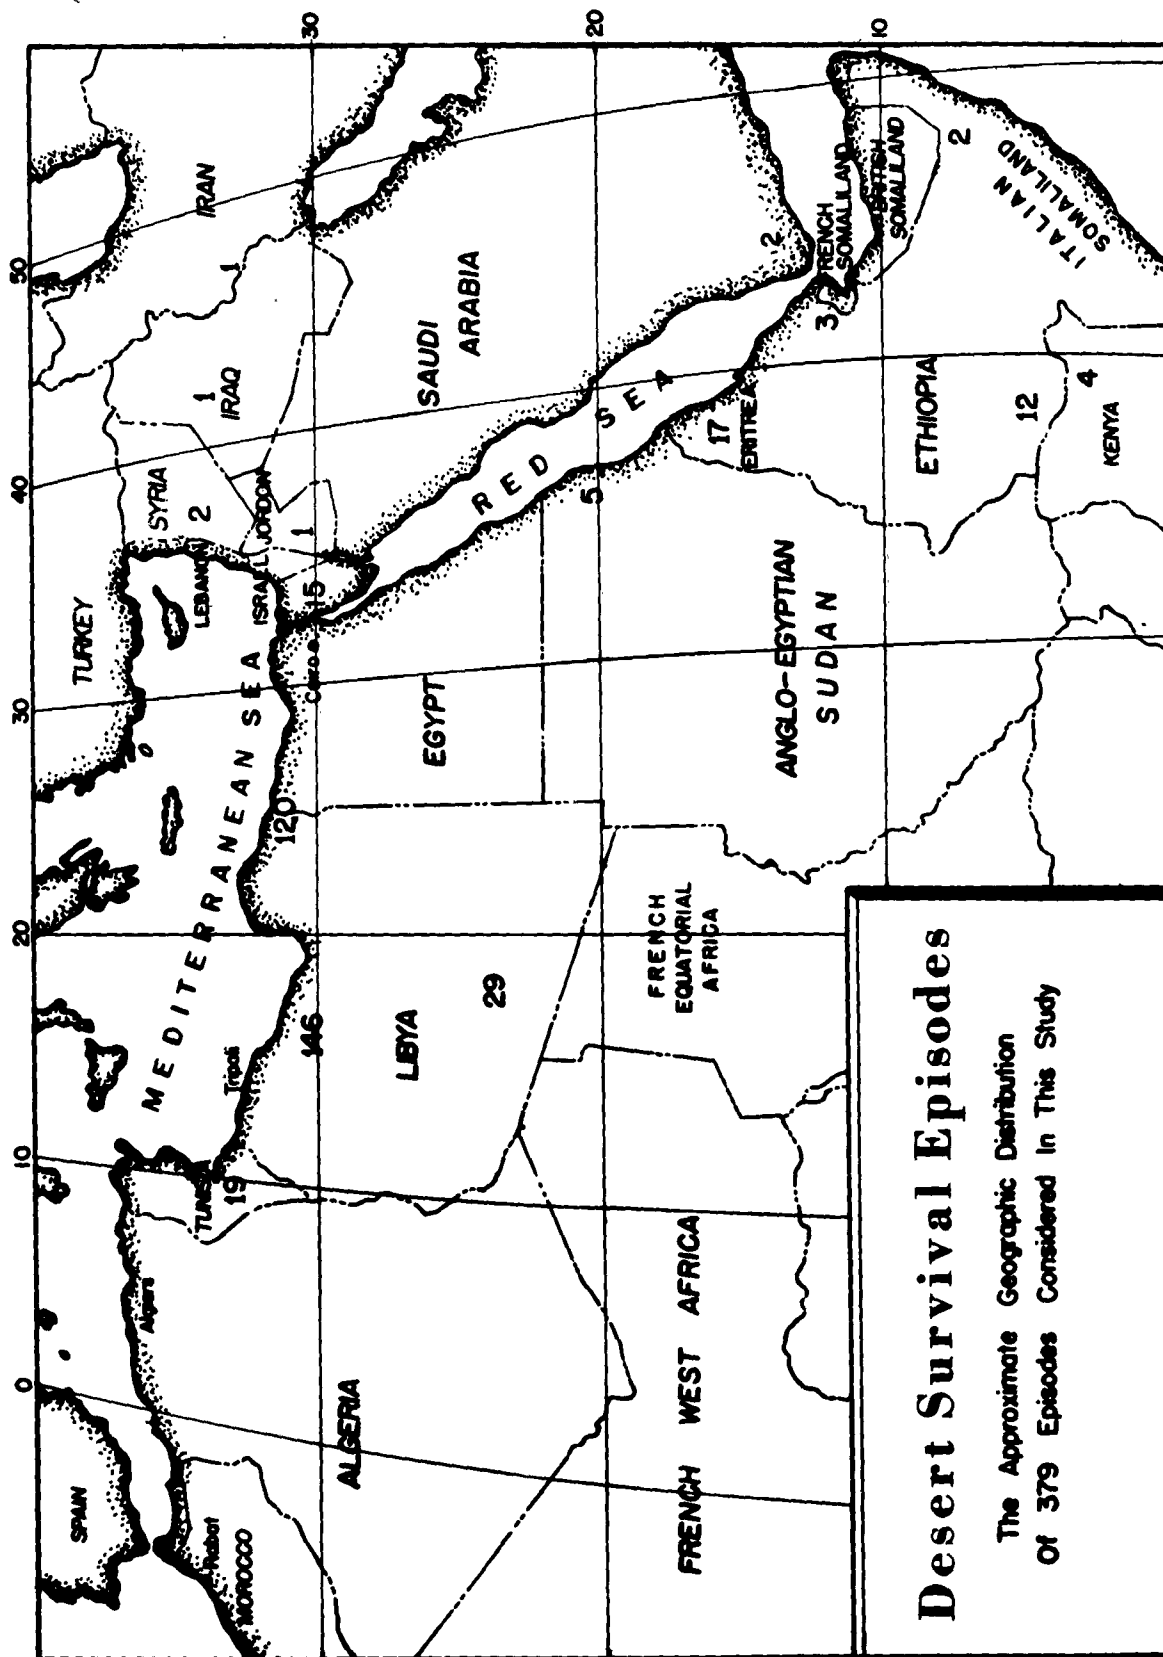 0
10
20
30
40
50
30
20
10
SPAIN
TURKEY
IRAN
Algiers
Rabat
MOROCCO
TUNISIA
19
MEDITERRANEAN SEA
Tripoli
146
120
LEBANON
SYRIA
2
ISRAEL
JORDON
1
15
Cairo
1
IRAQ
1
ALGERIA
LIBYA
29
EGYPT
SAUDI
ARABIA
RED SEA
5
2
FRENCH WEST AFRICA
FRENCH
EQUATORIAL
AFRICA
ANGLO-EGYPTIAN
SUDAN
17
ERITREA
3
FRENCH
SOMALILAND
BRITISH
SOMALILAND
2
ITALIAN
SOMALILAND
ETHIOPIA
12
4
KENYA
Desert Survival Episodes
The Approximate Geographic Distribution
Of 379 Episodes Considered In This Study